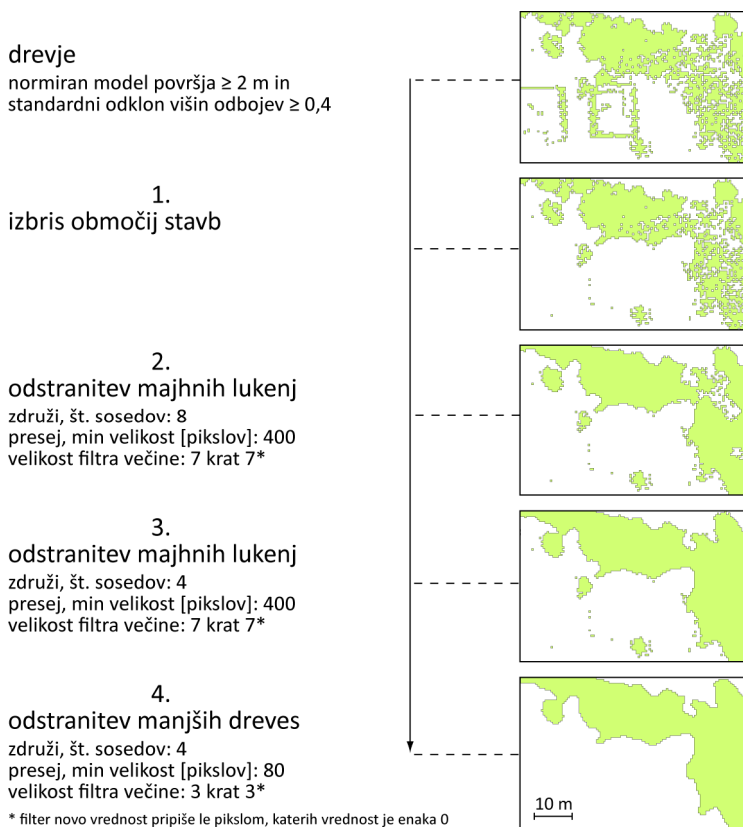 drevje
normiran model površja ≥ 2 m in
standardni odklon višin odbojev ≥ 0,4
1.
izbris območij stavb
2.
odstranitev majhnih lukenj
združi, št. sosedov: 8
presej, min velikost [pikslov]: 400
velikost filtra večine: 7 krat 7*
3.
odstranitev majhnih lukenj
združi, št. sosedov: 4
presej, min velikost [pikslov]: 400
velikost filtra večine: 7 krat 7*
4.
odstranitev manjših dreves
združi, št. sosedov: 4
presej, min velikost [pikslov]: 80
velikost filtra večine: 3 krat 3*
* filter novo vrednost pripiše le pikslom, katerih vrednost je enaka 0
10 m